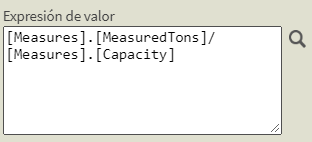 Expresión de valor
[Measures].[MeasuredTons]/
[Measures].[Capacity]